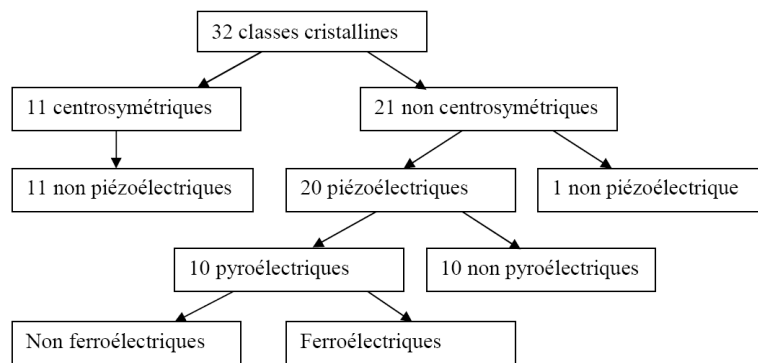 32 classes cristallines
11 centrosymétriques
21 non centrosymétriques
11 non piézoélectriques
20 piézoélectriques
1 non piézoélectrique
10 pyroélectriques
10 non pyroélectriques
Non ferroélectriques
Ferroélectriques